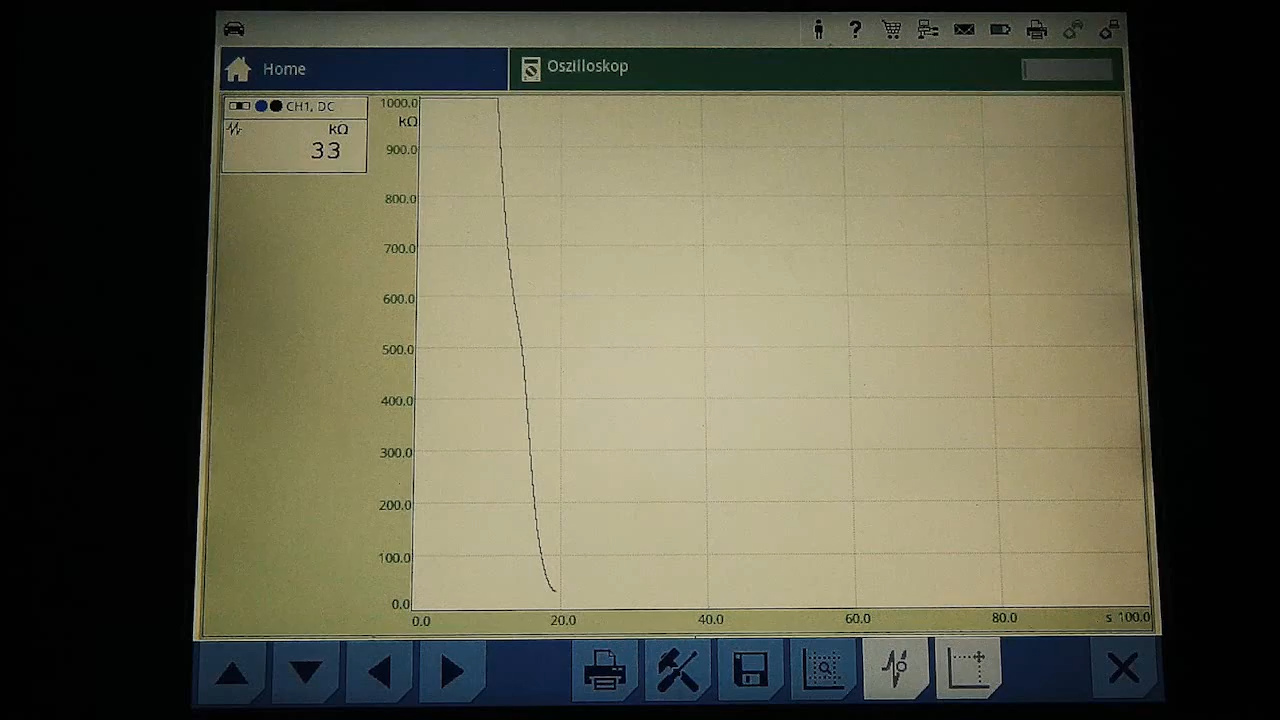 ?
Home
Oszilloskop
CH1, DC
kΩ
33
1000.0
kΩ
900.0
800.0
700.0
600.0
500.0
400.0
300.0
200.0
100.0
0.0
0.0 20.0 40.0 60.0 80.0 s 100.0